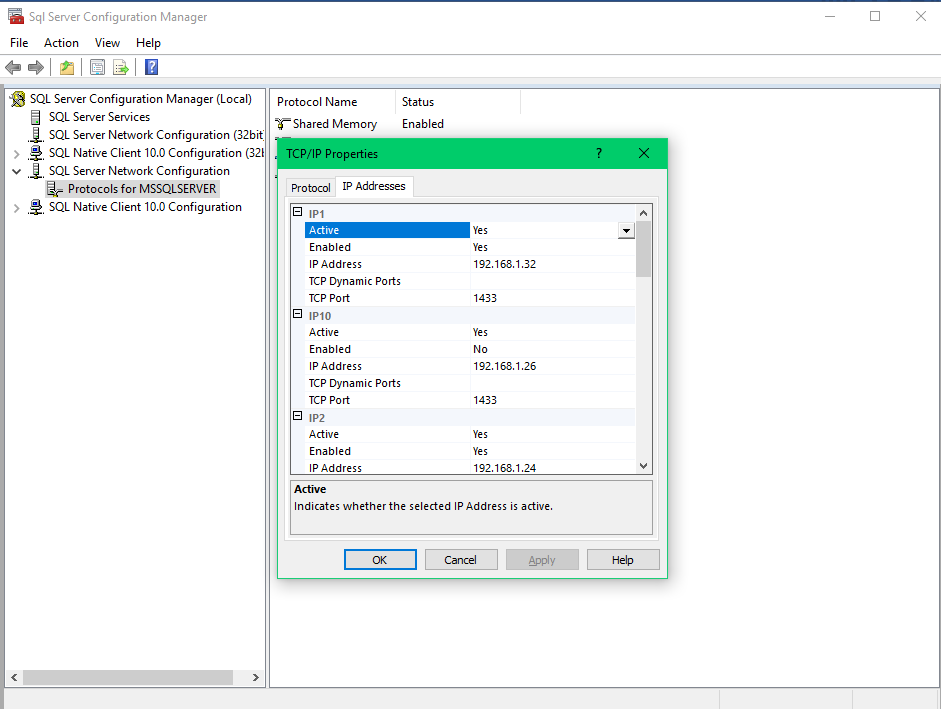 Sql Server Configuration Manager
File Action View Help
SQL Server Configuration Manager (Local)
SQL Server Services
SQL Server Network Configuration (32bit
SQL Native Client 10.0 Configuration (32b
SQL Server Network Configuration
Protocols for MSSQLSERVER
SQL Native Client 10.0 Configuration
Protocol Name Status
Shared Memory Enabled
TCP/IP Properties ?
Protocol IP Addresses
IP1
Active Yes
Enabled Yes
IP Address 192.168.1.32
TCP Dynamic Ports
TCP Port 1433
IP10
Active Yes
Enabled No
IP Address 192.168.1.26
TCP Dynamic Ports
TCP Port 1433
IP2
Active Yes
Enabled Yes
IP Address 192.168.1.24
Active
Indicates whether the selected IP Address is active.
OK Cancel Apply Help